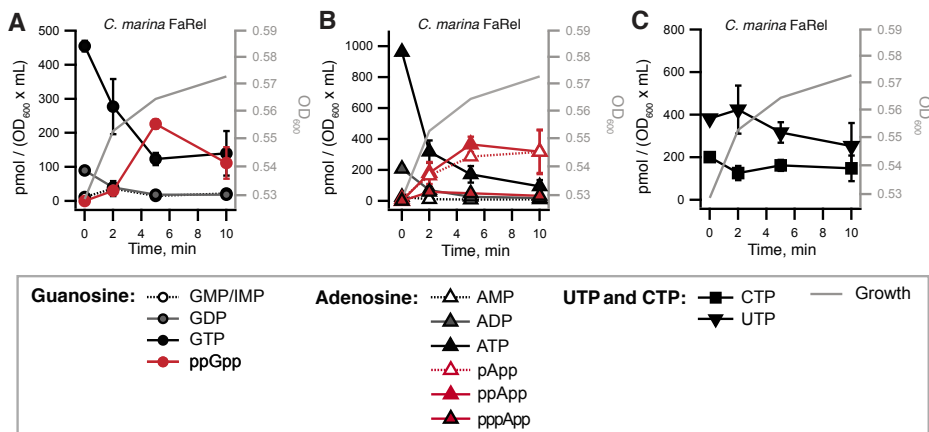 A
C. marina FaRel
pmol / (OD600 x mL)
500
400
300
200
100
0
0.59
0.58
0.57
0.56
0.55
0.54
0.53
OD600
0 2 4 6 8 10
Time, min
B
C. marina FaRel
pmol / (OD600 x mL)
1000
800
600
400
200
0
0.59
0.58
0.57
0.56
0.55
0.54
0.53
OD600
0 2 4 6 8 10
Time, min
C
C. marina FaRel
pmol / (OD600 x mL)
800
600
400
200
0
0.59
0.58
0.57
0.56
0.55
0.54
0.53
OD600
0 2 4 6 8 10
Time, min
Guanosine:
GMP/IMP
GDP
GTP
ppGpp
Adenosine:
AMP
ADP
ATP
pApp
ppApp
pppApp
UTP and CTP:
CTP
UTP
Growth